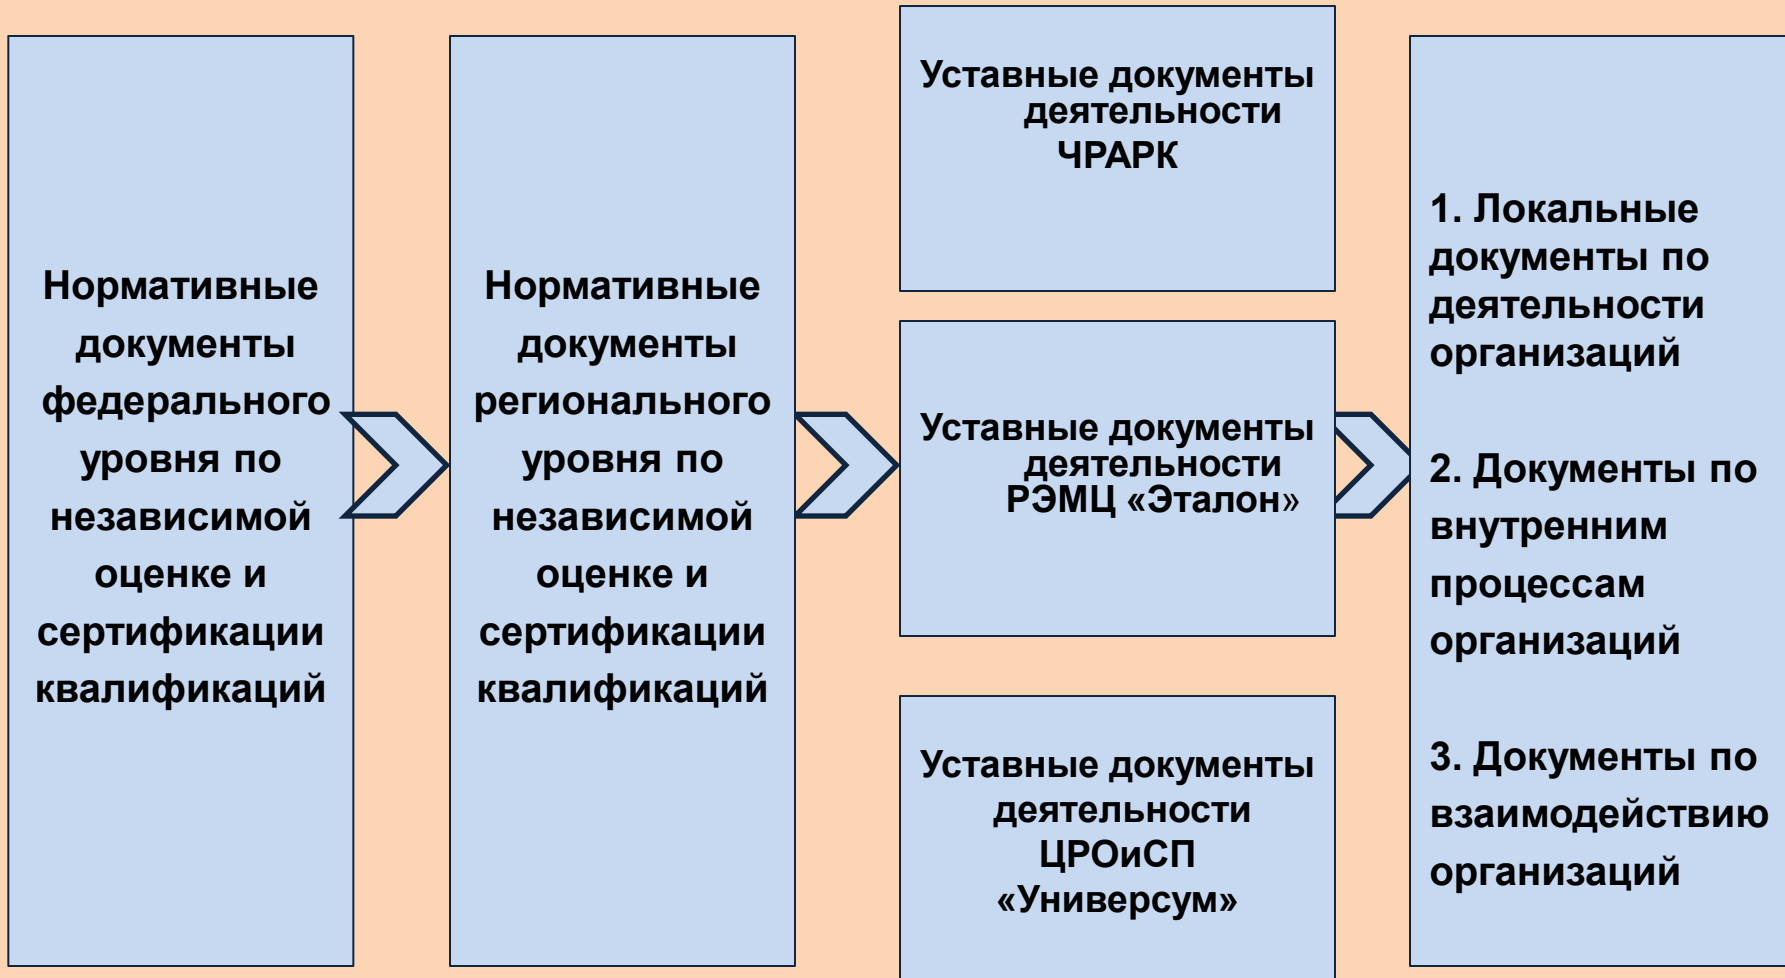 Нормативные
документы
федерального
уровня по
независимой
оценке и
сертификации
квалификаций
Нормативные
документы
регионального
уровня по
независимой
оценке и
сертификации
квалификаций
Уставные документы
деятельности
ЧРАРК
Уставные документы
деятельности
РЭМЦ «Эталон»
Уставные документы
деятельности
ЦРОиСП
«Универсум»
1. Локальные
документы по
деятельности
организаций
2. Документы по
внутренним
процессам
организаций
3. Документы по
взаимодействию
организаций